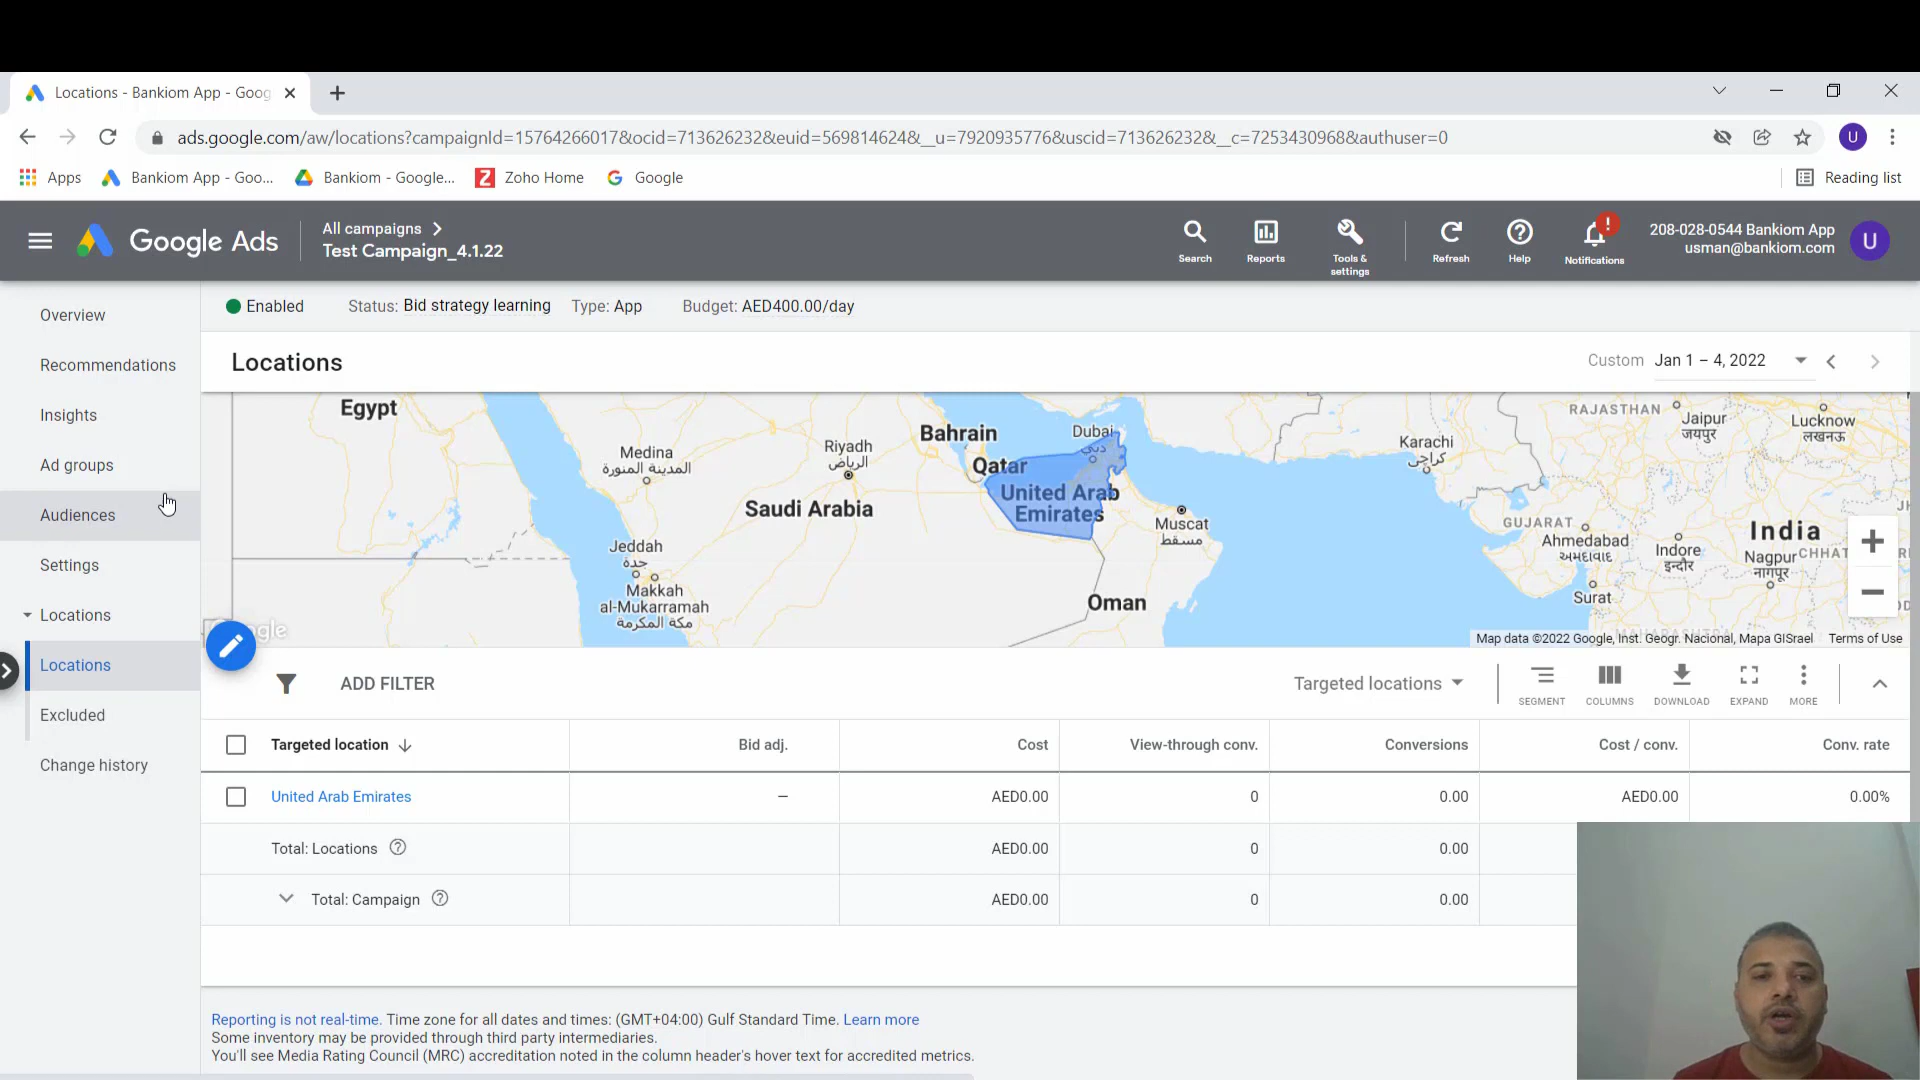 Locations - Bankiom App - Goog
ads.google.com/aw/locations?campaignId=15764266017&ocid=713626232&euid=569814624&__u=7920935776&uscid=713626232&__c=7253430968&authuser=0
U
Apps
Bankiom App - Goo...
Bankiom - Google...
Zoho Home
Google
Reading list
Google Ads
All campaigns
Test Campaign_4.1.22
Search
Reports
Tools &
settings
Refresh
Help
!
Notifications
208-028-0544 Bankiom App
usman@bankiom.com
U
Overview
Recommendations
Insights
Ad groups
Audiences
Settings
Locations
Locations
Excluded
Change history
Enabled
Status: Bid strategy learning
Type: App
Budget: AED400.00/day
Locations
Custom
Jan 1 – 4, 2022
Egypt
Medina
المدينة المنورة
Riyadh
الرياض
Bahrain
Qatar
Dubai
دبي
United Arab
Emirates
Saudi Arabia
Muscat
مسقط
Jeddah
جدة
Makkah
al-Mukarramah
مكة المكرمة
Oman
Karachi
كراچى
RAJASTHAN
Jaipur
जयपुर
Lucknow
लखनऊ
GUJARAT
Ahmedabad
અમદાવાદ
Indore
इन्दौर
India
Nagpur
नागपुर
CHHAT
Surat
Map data ©2022 Google, Inst. Geogr. Nacional, Mapa GISrael
Terms of Use
ADD FILTER
Targeted locations
SEGMENT
COLUMNS
DOWNLOAD
EXPAND
MORE
Targeted location
Bid adj.
Cost
View-through conv.
Conversions
Cost / conv.
Conv. rate
United Arab Emirates
—
AED0.00
0
0.00
AED0.00
0.00%
Total: Locations
AED0.00
0
0.00
Total: Campaign
AED0.00
0
0.00
Reporting is not real-time. Time zone for all dates and times: (GMT+04:00) Gulf Standard Time. Learn more
Some inventory may be provided through third party intermediaries.
You'll see Media Rating Council (MRC) accreditation noted in the column header's hover text for accredited metrics.